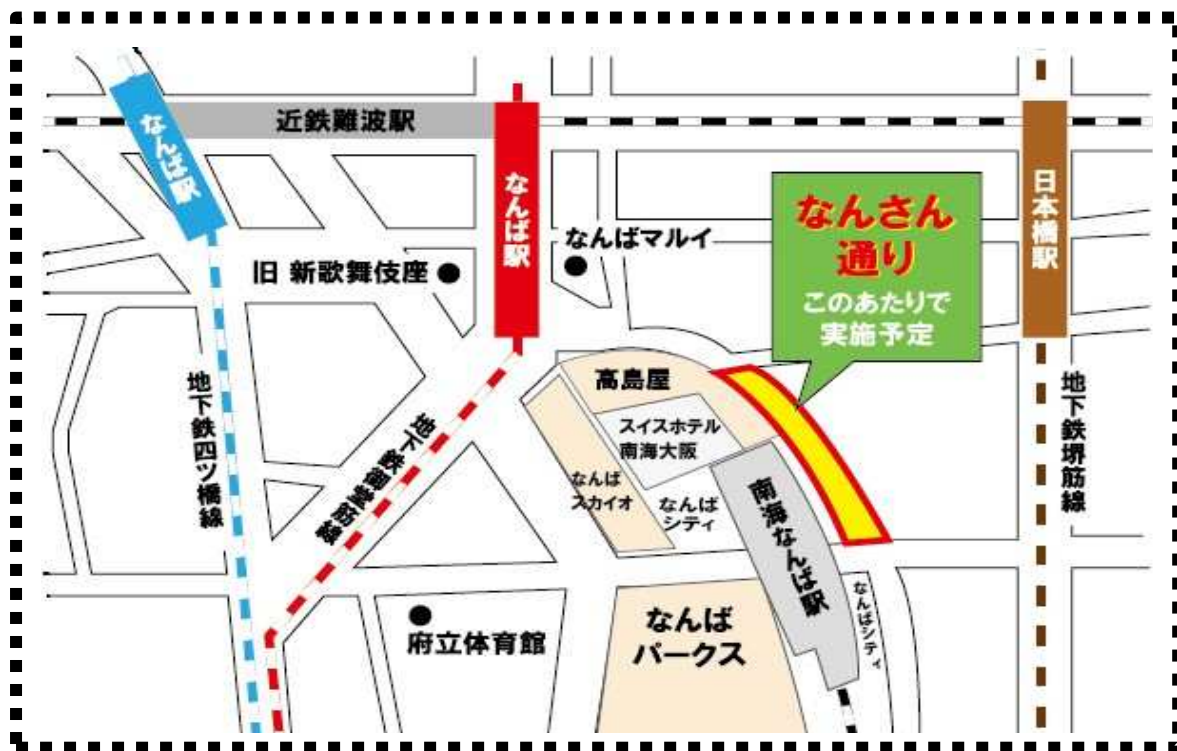 近鉄難波駅
なんば駅
なんば駅
日本橋駅
なんさん
通り
このあたりで
実施予定
なんばマルイ
旧 新歌舞伎座
高島屋
スイスホテル
南海大阪
なんば
スカイオ
なんば
シティ
南海なんば駅
なんばシティ
地下鉄四ツ橋線
地下鉄御堂筋線
地下鉄堺筋線
府立体育館
なんば
パークス